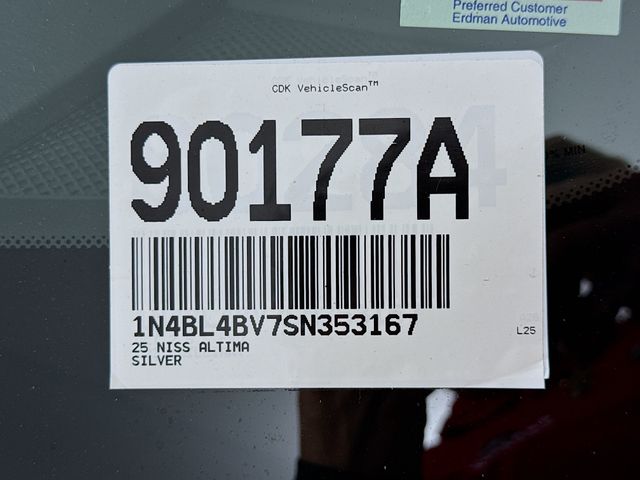 Preferred Customer
Erdman Automotive
CDK VehicleScan™
90177A
1N4BL4BV7SN353167
25 NISS ALTIMA
SILVER
L25